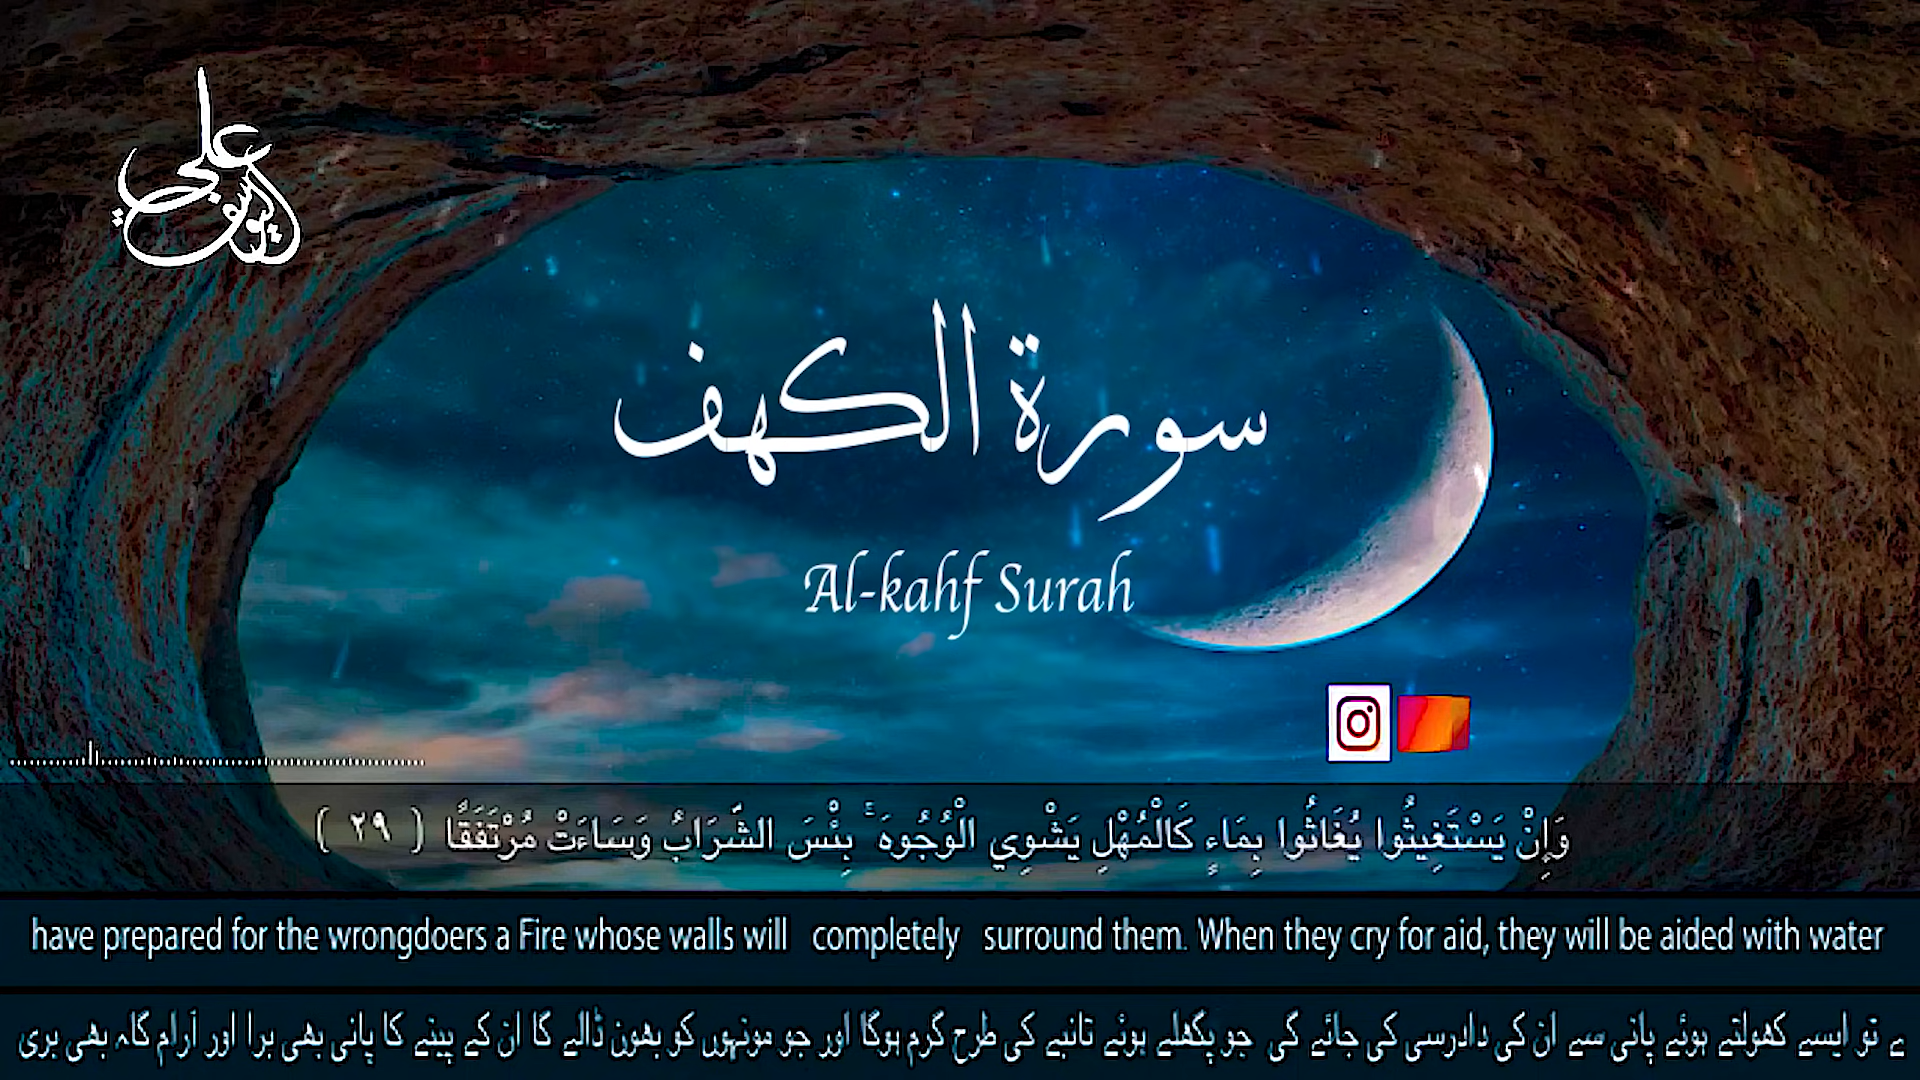 علي اليوسفي
سورة الكهف
Al-kahf Surah
وَإِنْ يَسْتَغِيثُوا يُغَاثُوا بِمَاءٍ كَالْمُهْلِ يَشْوِي الْوُجُوهَ ۚ بِئْسَ الشَّرَابُ وَسَاءَتْ مُرْتَفَقًا ( ٢٩ )
have prepared for the wrongdoers a Fire whose walls will completely surround them. When they cry for aid, they will be aided with water
ے تو ایسے کھولتے ہوئے پانی سے ان کی دادرسی کی جائے گی جو پگھلے ہوئے تانبے کی طرح گرم ہوگا اور جو مونہوں کو بھون ڈالے گا ان کے پینے کا پانی بھی برا اور آرام گاہ بھی بری